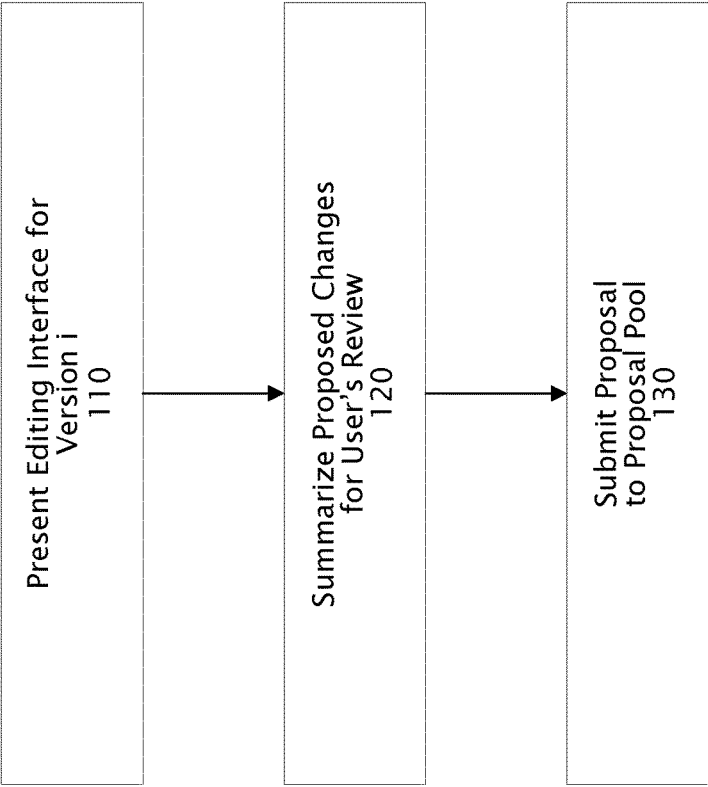 Present Editing Interface for
Version i
110
Summarize Proposed Changes
for User's Review
120
Submit Proposal
to Proposal Pool
130